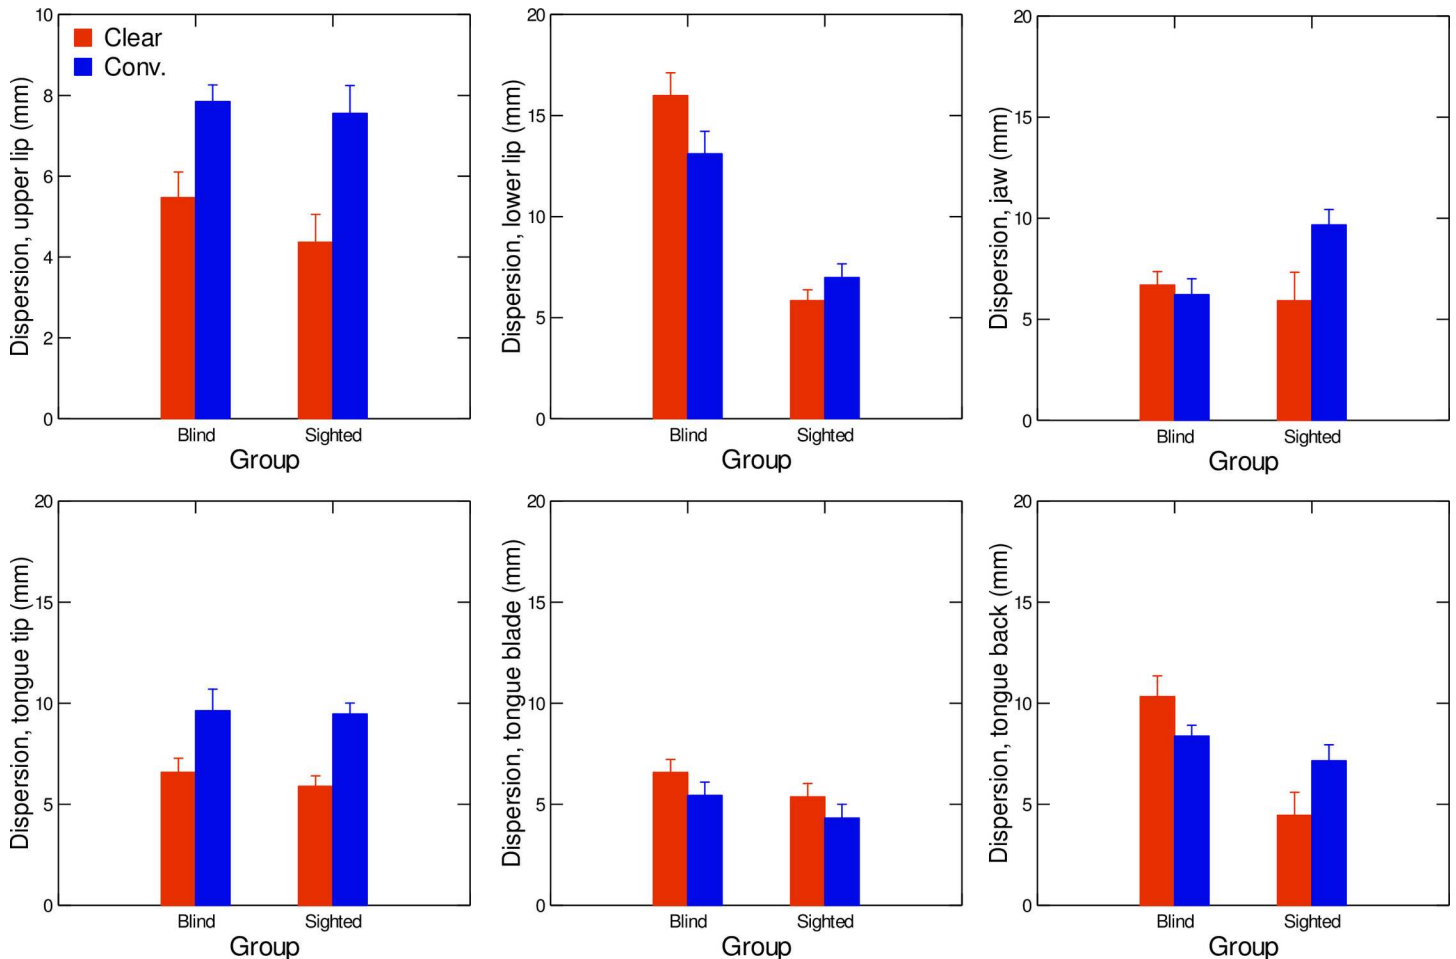 Dispersion, upper lip (mm)
10
8
6
4
2
0
Clear
Conv.
Blind
Sighted
Group
Dispersion, lower lip (mm)
20
15
10
5
0
Blind
Sighted
Group
Dispersion, jaw (mm)
20
15
10
5
0
Blind
Sighted
Group
Dispersion, tongue tip (mm)
20
15
10
5
0
Blind
Sighted
Group
Dispersion, tongue blade (mm)
20
15
10
5
0
Blind
Sighted
Group
Dispersion, tongue back (mm)
20
15
10
5
0
Blind
Sighted
Group